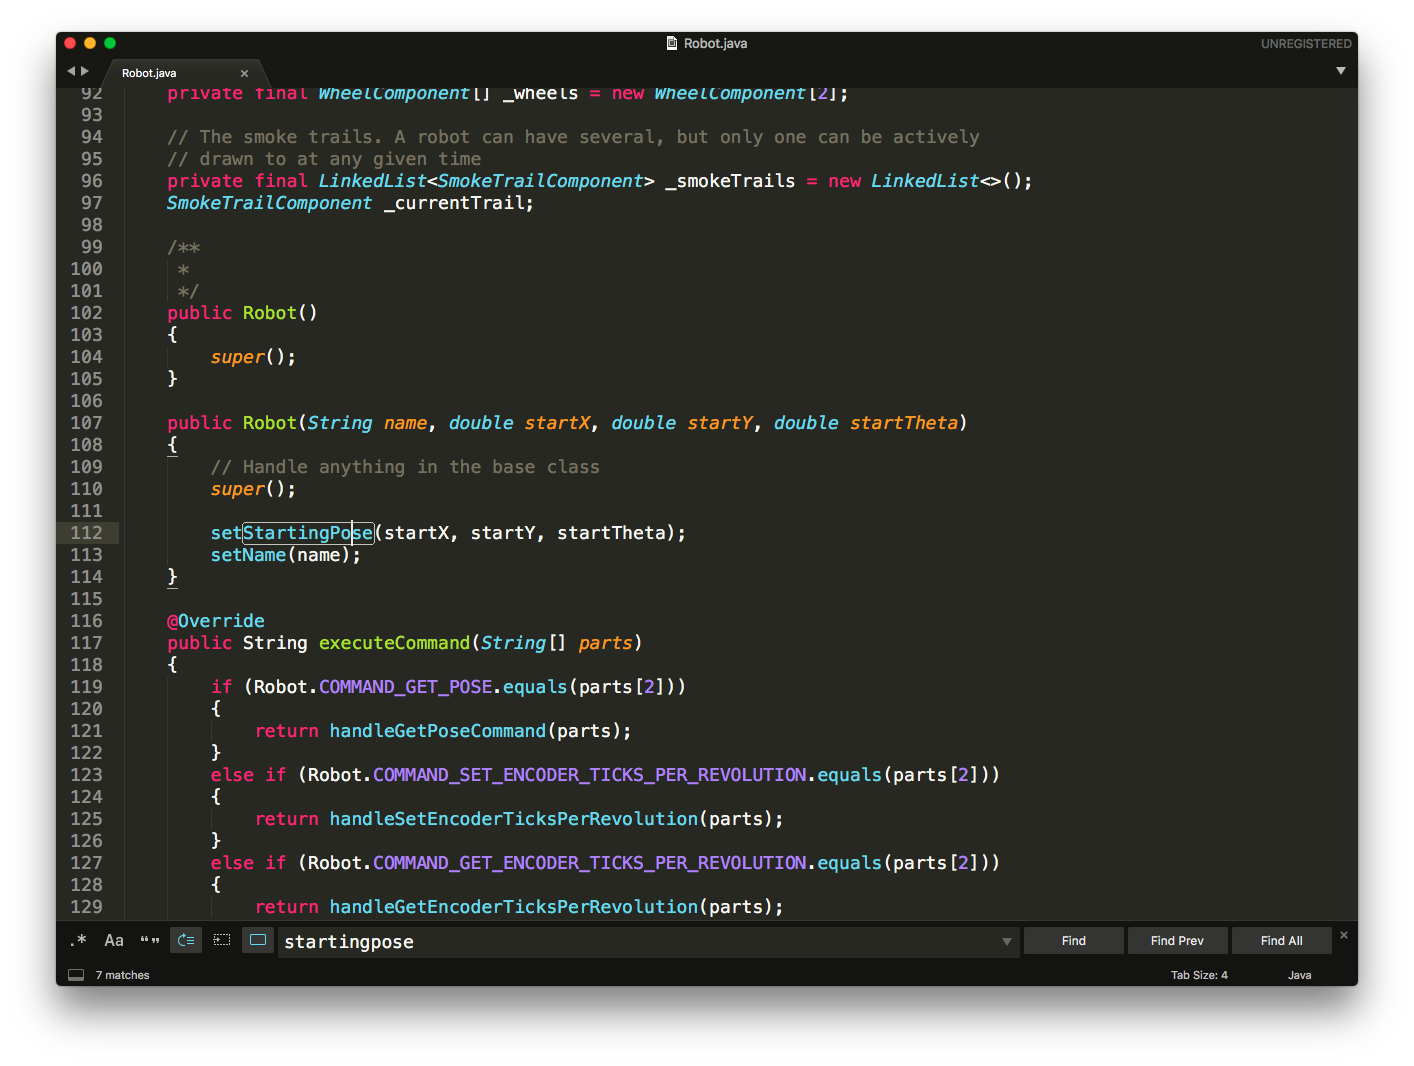 Robot.java
UNREGISTERED
Robot.java ×
92 private final WheelComponent[] _wheels = new WheelComponent[2];
93
94 // The smoke trails. A robot can have several, but only one can be actively
95 // drawn to at any given time
96 private final LinkedList<SmokeTrailComponent> _smokeTrails = new LinkedList<>();
97 SmokeTrailComponent _currentTrail;
98
99 /**
100 *
101 */
102 public Robot()
103 {
104 super();
105 }
106
107 public Robot(String name, double startX, double startY, double startTheta)
108 {
109 // Handle anything in the base class
110 super();
111
112 setStartingPose(startX, startY, startTheta);
113 setName(name);
114 }
115
116 @Override
117 public String executeCommand(String[] parts)
118 {
119 if (Robot.COMMAND_GET_POSE.equals(parts[2]))
120 {
121 return handleGetPoseCommand(parts);
122 }
123 else if (Robot.COMMAND_SET_ENCODER_TICKS_PER_REVOLUTION.equals(parts[2]))
124 {
125 return handleSetEncoderTicksPerRevolution(parts);
126 }
127 else if (Robot.COMMAND_GET_ENCODER_TICKS_PER_REVOLUTION.equals(parts[2]))
128 {
129 return handleGetEncoderTicksPerRevolution(parts);
.* Aa “” startingpose Find Find Prev Find All ×
7 matches Tab Size: 4 Java